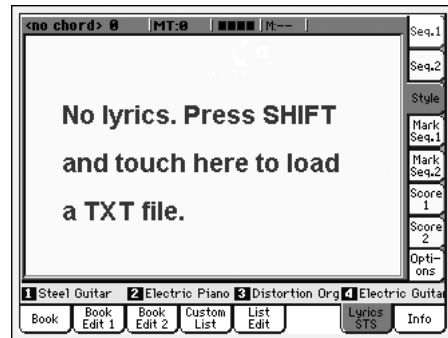 <no chord> 0 MT:0 M:--
Seq.1
Seq.2
Style
Mark
Seq.1
Mark
Seq.2
Score
1
Score
2
Opti-
ons
No lyrics. Press SHIFT
and touch here to load
a TXT file.
1 Steel Guitar 2 Electric Piano 3 Distortion Org 4 Electric Guitar
Book
Book
Edit 1
Book
Edit 2
Custom
List
List
Edit
Lyrics
STS
Info